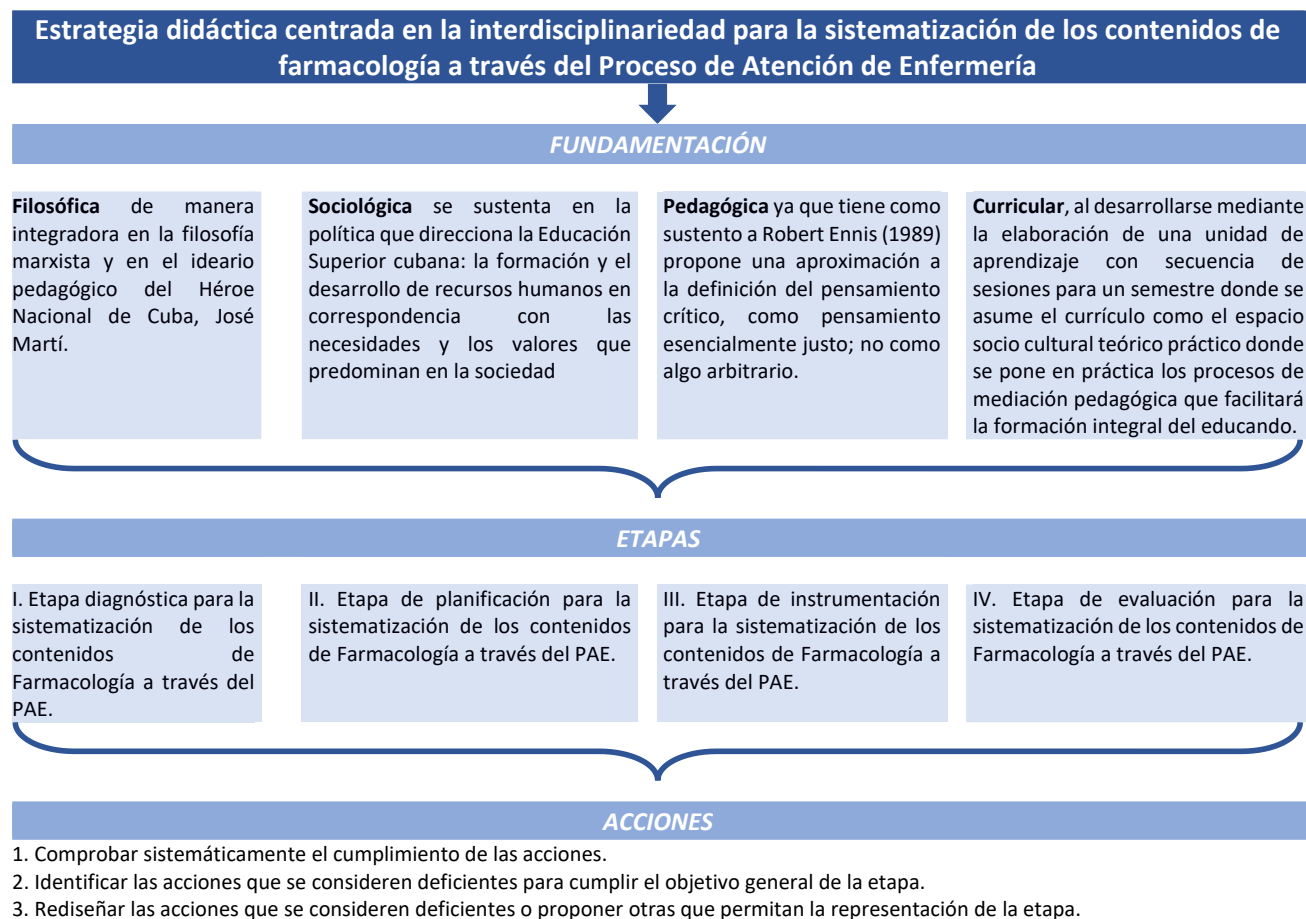 Estrategia didáctica centrada en la interdisciplinariedad para la sistematización de los contenidos de
farmacología a través del Proceso de Atención de Enfermería
FUNDAMENTACIÓN
Filosófica de manera
integradora en la filosofía
marxista y en el ideario
pedagógico del Héroe
Nacional de Cuba, José
Martí.
Sociológica se sustenta en la
política que direcciona la Educación
Superior cubana: la formación y el
desarrollo de recursos humanos en
correspondencia con las
necesidades y los valores que
predominan en la sociedad
Pedagógica ya que tiene como
sustento a Robert Ennis (1989)
propone una aproximación a
la definición del pensamiento
crítico, como pensamiento
esencialmente justo; no como
algo arbitrario.
Curricular, al desarrollarse mediante
la elaboración de una unidad de
aprendizaje con secuencia de
sesiones para un semestre donde se
asume el currículo como el espacio
socio cultural teórico práctico donde
se pone en práctica los procesos de
mediación pedagógica que facilitará
la formación integral del educando.
ETAPAS
I. Etapa diagnóstica para la
sistematización de los
contenidos de
Farmacología a través del
PAE.
II. Etapa de planificación para la
sistematización de los contenidos
de Farmacología a través del PAE.
III. Etapa de instrumentación
para la sistematización de los
contenidos de Farmacología a
través del PAE.
IV. Etapa de evaluación para la
sistematización de los contenidos de
Farmacología a través del PAE.
ACCIONES
1. Comprobar sistemáticamente el cumplimiento de las acciones.
2. Identificar las acciones que se consideren deficientes para cumplir el objetivo general de la etapa.
3. Rediseñar las acciones que se consideren deficientes o proponer otras que permitan la representación de la etapa.